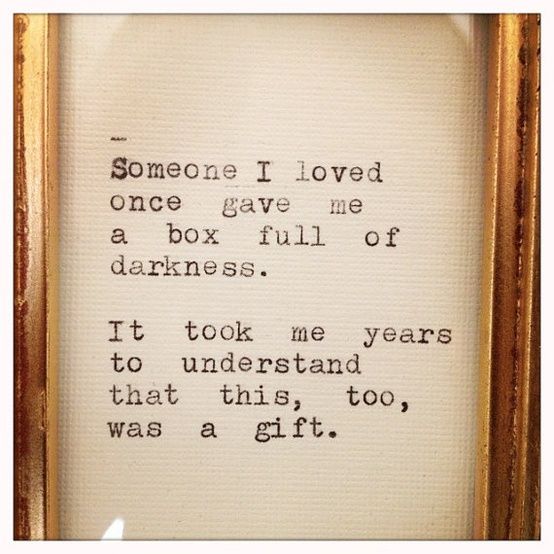 Someone I loved
once gave me
a box full of
darkness.
It took me years
to understand
that this, too,
was a gift.